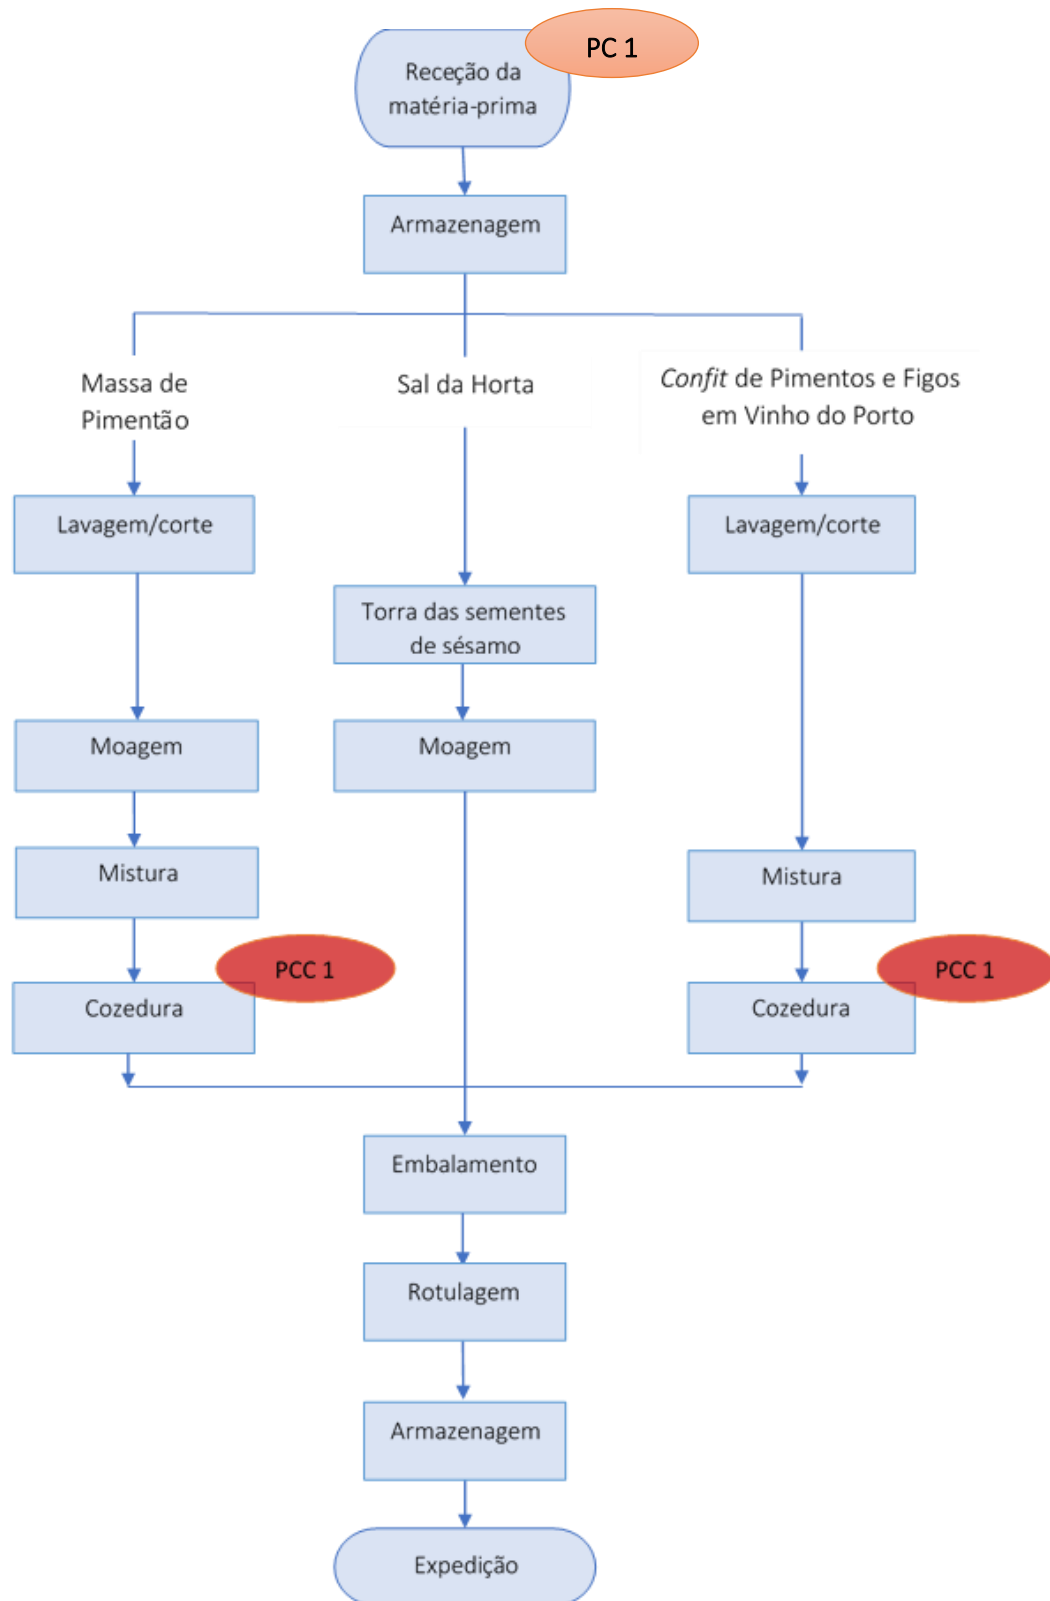 PC 1
Receção da
matéria-prima
Armazenagem
Massa de
Pimentão
Sal da Horta
Confit de Pimentos e Figos
em Vinho do Porto
Lavagem/corte
Lavagem/corte
Torra das sementes
de sésamo
Moagem
Moagem
Mistura
Mistura
PCC 1
PCC 1
Cozedura
Cozedura
Embalamento
Rotulagem
Armazenagem
Expedição